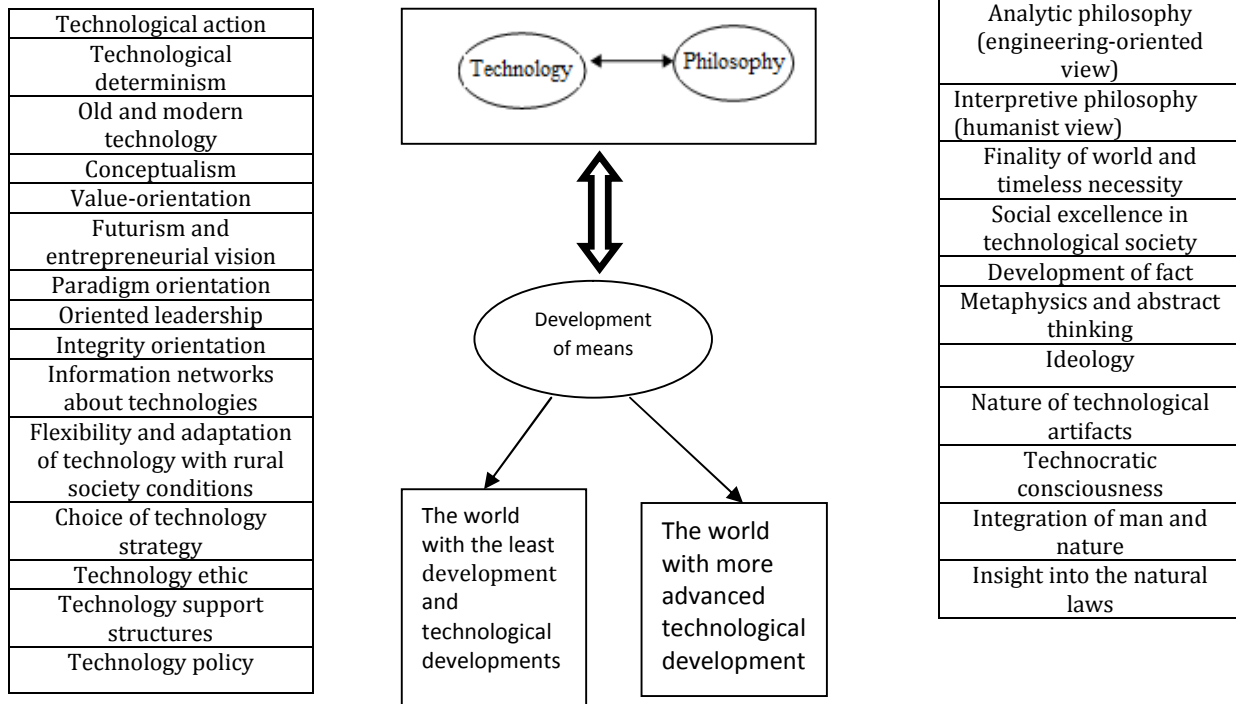 Technological action
Technological
determinism
Old and modern
technology
Conceptualism
Value-orientation
Futurism and
entrepreneurial vision
Paradigm orientation
Oriented leadership
Integrity orientation
Information networks
about technologies
Flexibility and adaptation
of technology with rural
society conditions
Choice of technology
strategy
Technology ethic
Technology support
structures
Technology policy
Technology
Philosophy
Development
of means
The world
with the least
development
and
technological
developments
The world
with more
advanced
technological
development
Analytic philosophy
(engineering-oriented
view)
Interpretive philosophy
(humanist view)
Finality of world and
timeless necessity
Social excellence in
technological society
Development of fact
Metaphysics and abstract
thinking
Ideology
Nature of technological
artifacts
Technocratic
consciousness
Integration of man and
nature
Insight into the natural
laws